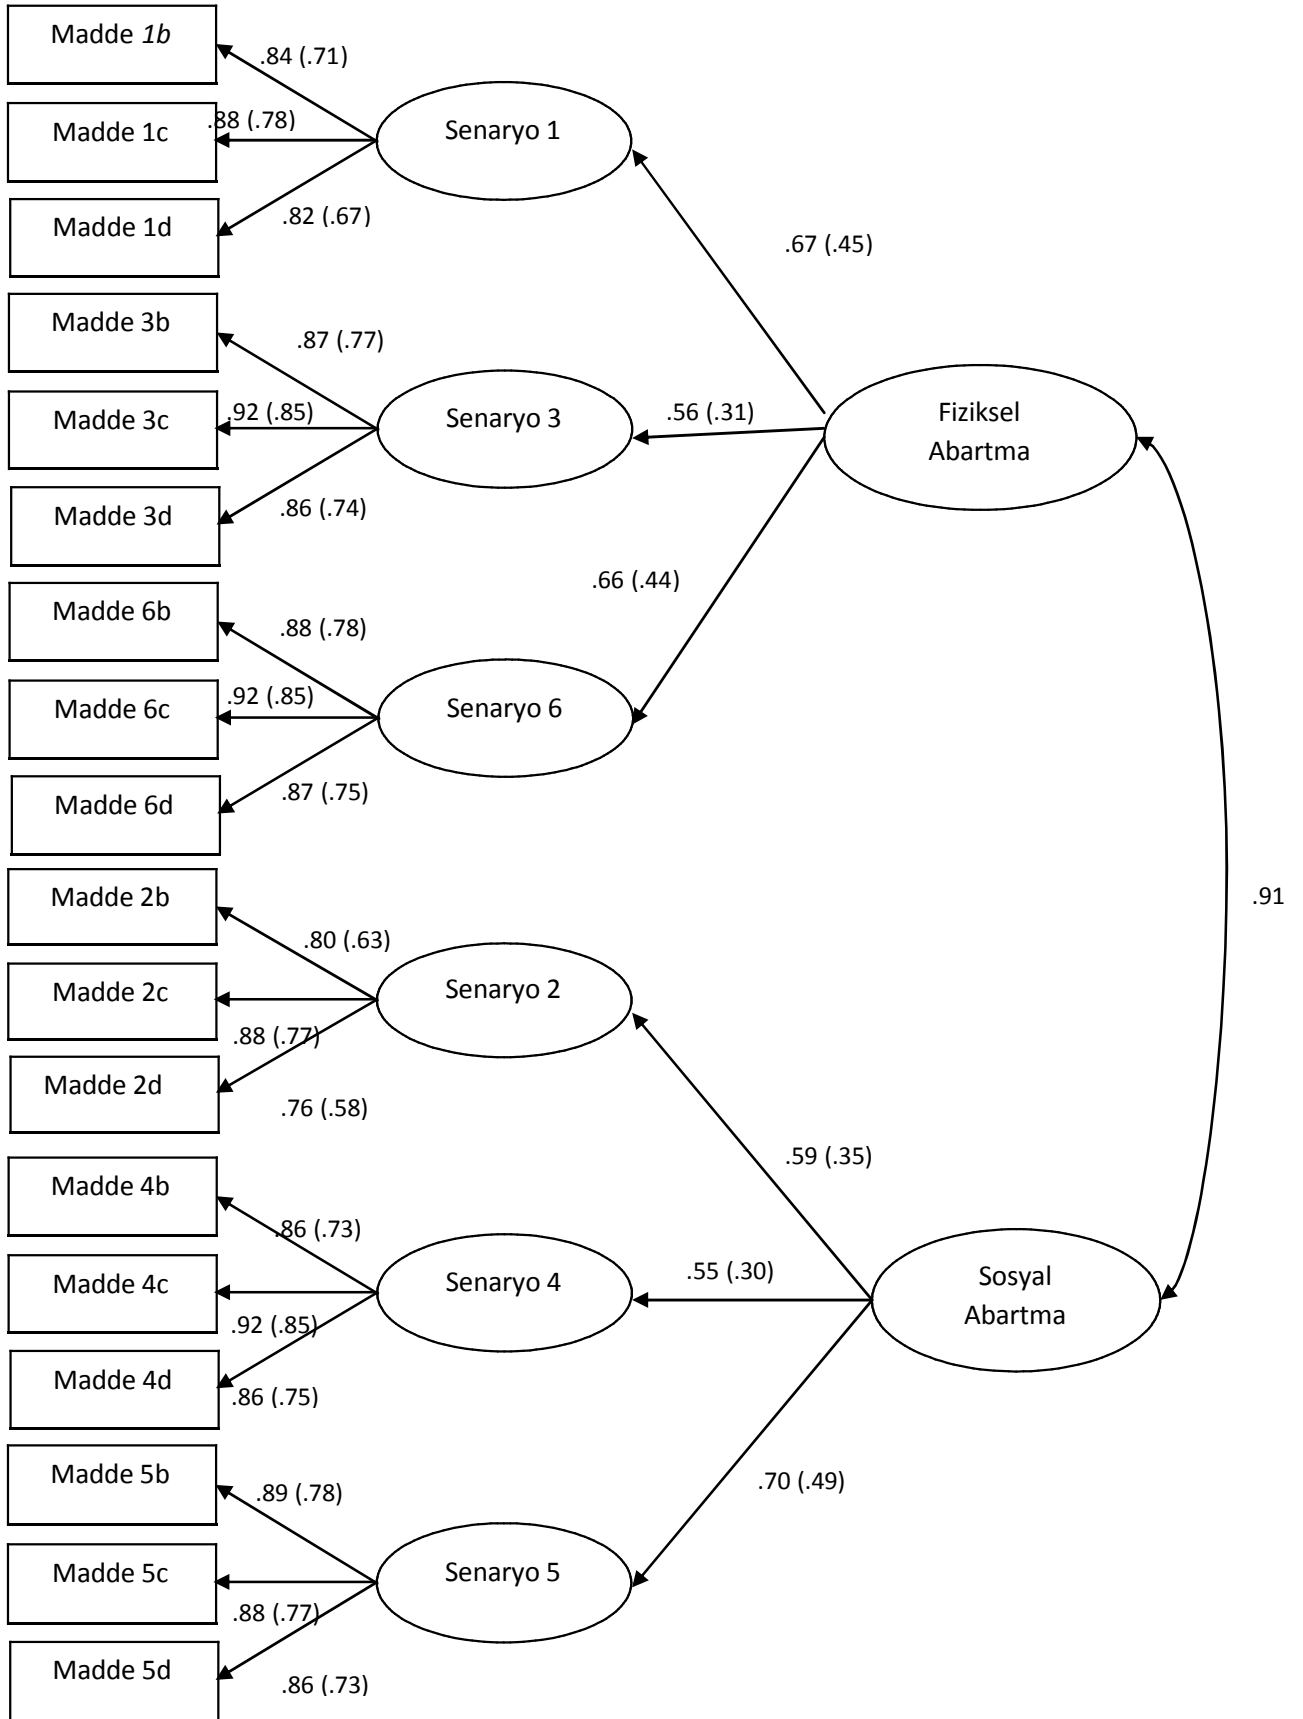 Madde 1b
.84 (.71)
Madde 1c
.88 (.78)
Senaryo 1
Madde 1d
.82 (.67)
.67 (.45)
Madde 3b
.87 (.77)
Madde 3c
.92 (.85)
Senaryo 3
.56 (.31)
Fiziksel
Abartma
Madde 3d
.86 (.74)
.66 (.44)
Madde 6b
.88 (.78)
Madde 6c
.92 (.85)
Senaryo 6
Madde 6d
.87 (.75)
.91
Madde 2b
.80 (.63)
Madde 2c
Senaryo 2
.88 (.77)
Madde 2d
.76 (.58)
.59 (.35)
Madde 4b
.86 (.73)
Madde 4c
Senaryo 4
.55 (.30)
Sosyal
Abartma
.92 (.85)
Madde 4d
.86 (.75)
.70 (.49)
Madde 5b
.89 (.78)
Madde 5c
Senaryo 5
.88 (.77)
Madde 5d
.86 (.73)